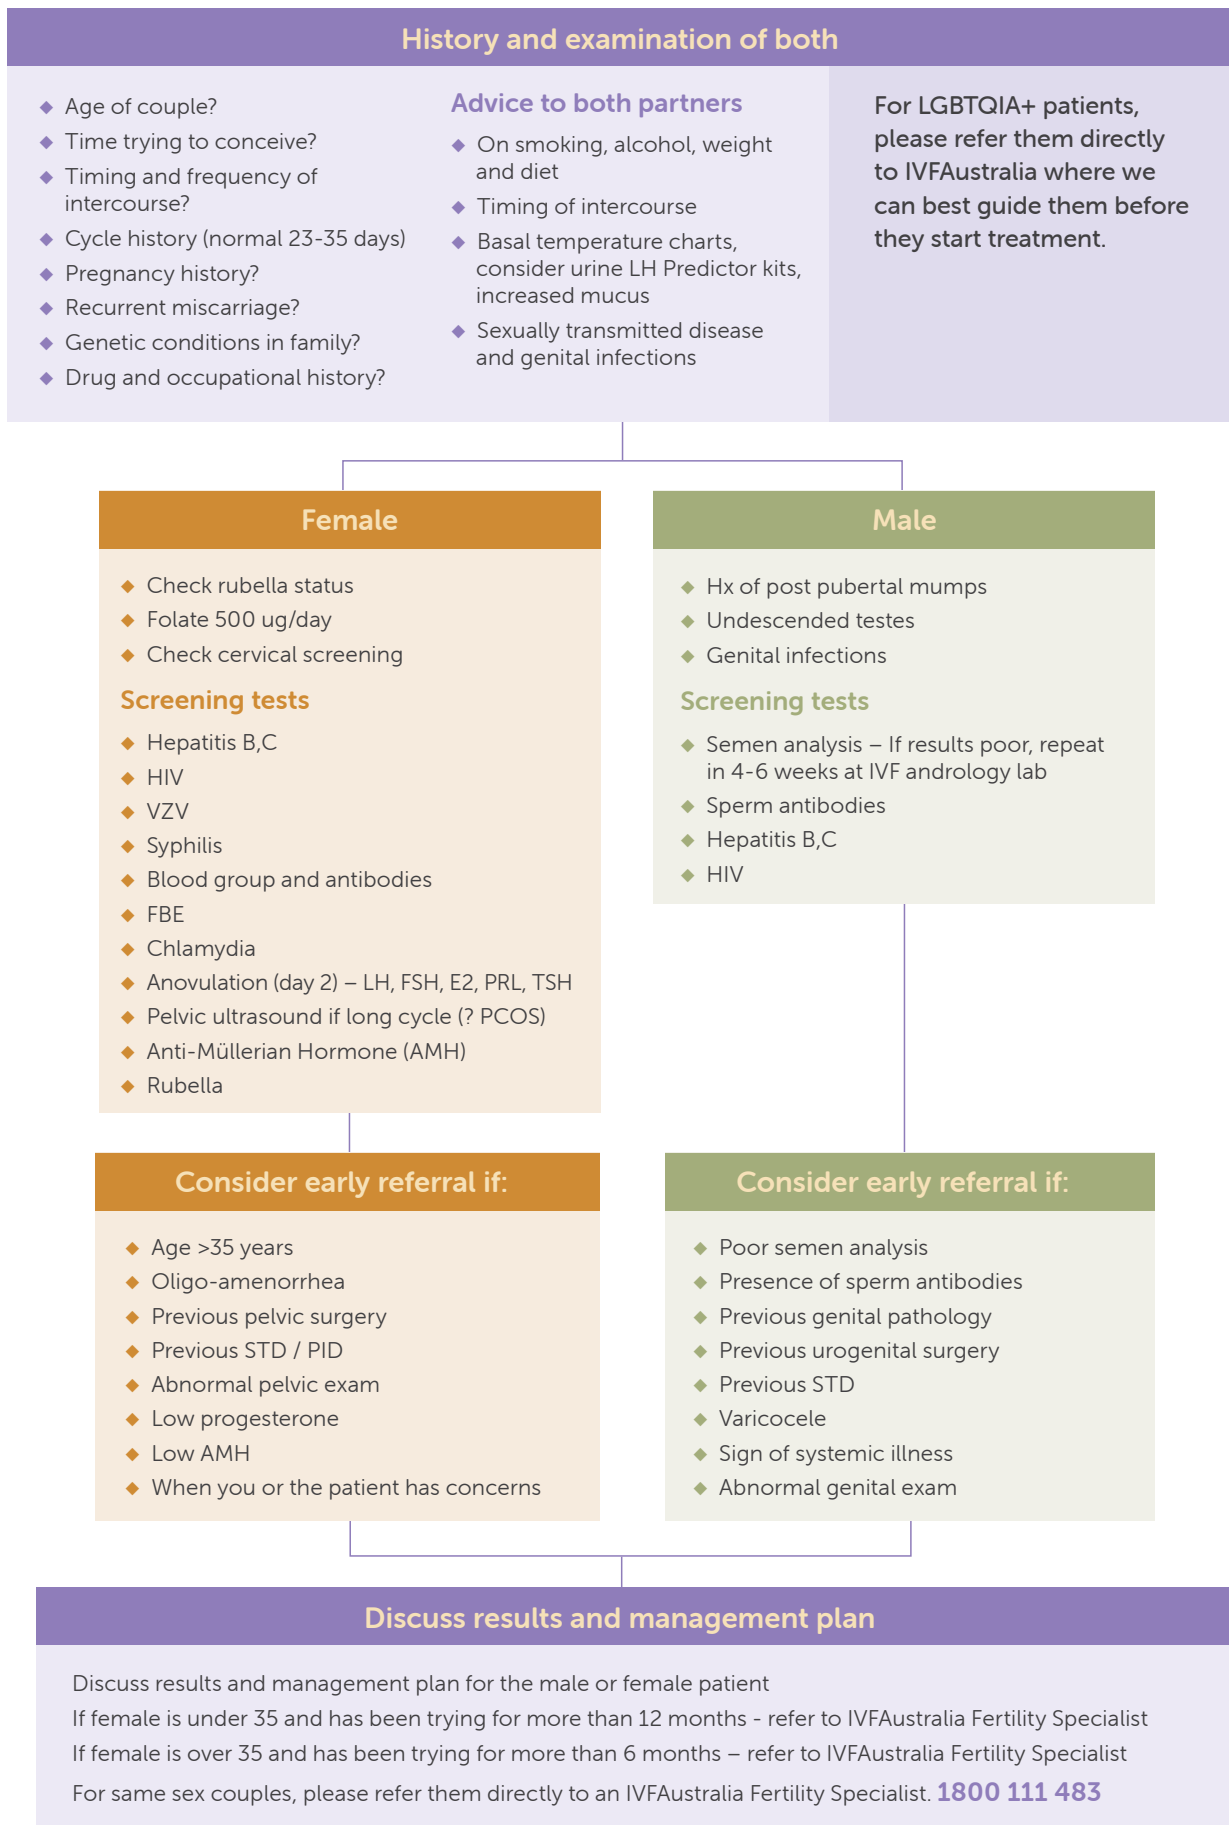 History and examination of both
◆ Age of couple?
◆ Time trying to conceive?
◆ Timing and frequency of
intercourse?
◆ Cycle history (normal 23-35 days)
◆ Pregnancy history?
◆ Recurrent miscarriage?
◆ Genetic conditions in family?
◆ Drug and occupational history?
Advice to both partners
◆ On smoking, alcohol, weight
and diet
◆ Timing of intercourse
◆ Basal temperature charts,
consider urine LH Predictor kits,
increased mucus
◆ Sexually transmitted disease
and genital infections
For LGBTQIA+ patients,
please refer them directly
to IVFAustralia where we
can best guide them before
they start treatment.
Female
◆ Check rubella status
◆ Folate 500 ug/day
◆ Check cervical screening
Screening tests
◆ Hepatitis B,C
◆ HIV
◆ VZV
◆ Syphilis
◆ Blood group and antibodies
◆ FBE
◆ Chlamydia
◆ Anovulation (day 2) – LH, FSH, E2, PRL, TSH
◆ Pelvic ultrasound if long cycle (? PCOS)
◆ Anti-Müllerian Hormone (AMH)
◆ Rubella
Male
◆ Hx of post pubertal mumps
◆ Undescended testes
◆ Genital infections
Screening tests
◆ Semen analysis – If results poor, repeat
in 4-6 weeks at IVF andrology lab
◆ Sperm antibodies
◆ Hepatitis B,C
◆ HIV
Consider early referral if:
◆ Age >35 years
◆ Oligo-amenorrhea
◆ Previous pelvic surgery
◆ Previous STD / PID
◆ Abnormal pelvic exam
◆ Low progesterone
◆ Low AMH
◆ When you or the patient has concerns
Consider early referral if:
◆ Poor semen analysis
◆ Presence of sperm antibodies
◆ Previous genital pathology
◆ Previous urogenital surgery
◆ Previous STD
◆ Varicocele
◆ Sign of systemic illness
◆ Abnormal genital exam
Discuss results and management plan
Discuss results and management plan for the male or female patient
If female is under 35 and has been trying for more than 12 months - refer to IVFAustralia Fertility Specialist
If female is over 35 and has been trying for more than 6 months – refer to IVFAustralia Fertility Specialist
For same sex couples, please refer them directly to an IVFAustralia Fertility Specialist. 1800 111 483